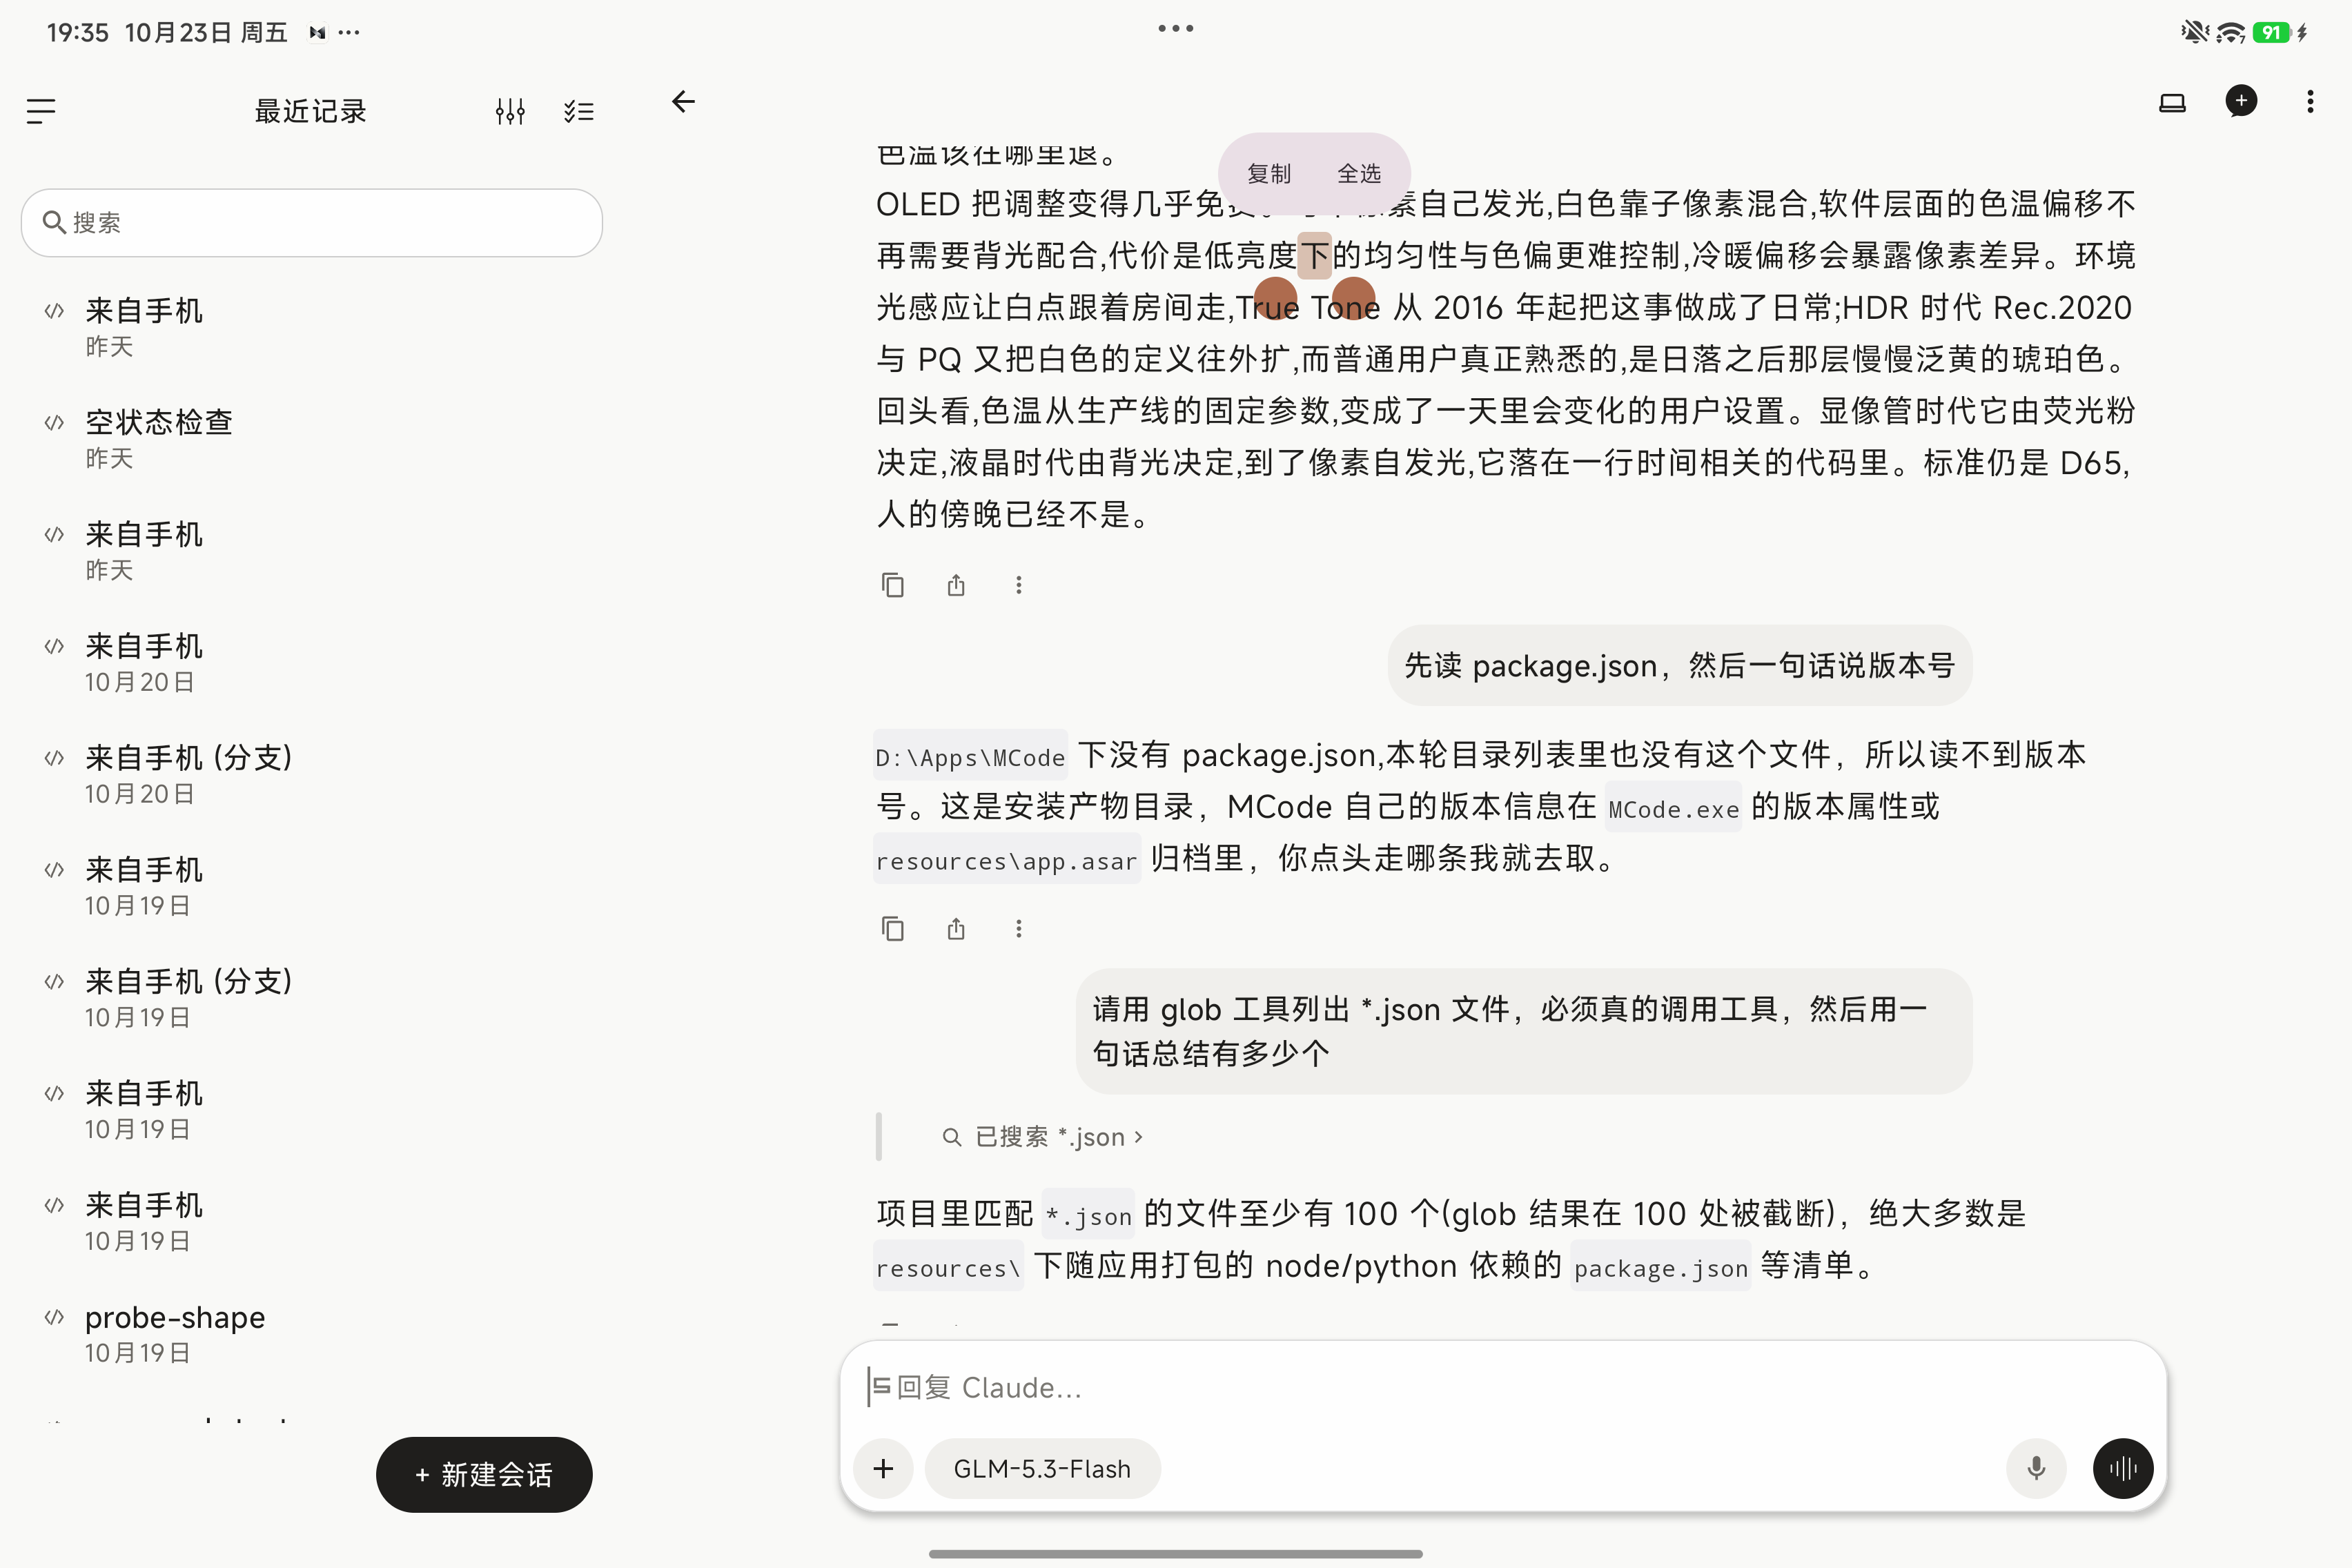 19:35 10月23日 周五
91
最近记录
搜索
来自手机
昨天
空状态检查
昨天
来自手机
昨天
来自手机
10月20日
来自手机 (分支)
10月20日
来自手机
10月19日
来自手机 (分支)
10月19日
来自手机
10月19日
来自手机
10月19日
probe-shape
10月19日
+ 新建会话
复制 全选
色温该在哪里退。
OLED 把调整变得几乎免 素自己发光,白色靠子像素混合,软件层面的色温偏移不
再需要背光配合,代价是低亮度下的均匀性与色偏更难控制,冷暖偏移会暴露像素差异。环境
光感应让白点跟着房间走,True Tone 从 2016 年起把这事做成了日常;HDR 时代 Rec.2020
与 PQ 又把白色的定义往外扩,而普通用户真正熟悉的,是日落之后那层慢慢泛黄的琥珀色。
回头看,色温从生产线的固定参数,变成了一天里会变化的用户设置。显像管时代它由荧光粉
决定,液晶时代由背光决定,到了像素自发光,它落在一行时间相关的代码里。标准仍是 D65,
人的傍晚已经不是。
先读 package.json，然后一句话说版本号
D:\Apps\MCode 下没有 package.json,本轮目录列表里也没有这个文件，所以读不到版本
号。这是安装产物目录，MCode 自己的版本信息在 MCode.exe 的版本属性或
resources\app.asar 归档里，你点头走哪条我就去取。
请用 glob 工具列出 *.json 文件，必须真的调用工具，然后用一
句话总结有多少个
已搜索 *.json
项目里匹配 *.json 的文件至少有 100 个(glob 结果在 100 处被截断)，绝大多数是
resources\ 下随应用打包的 node/python 依赖的 package.json 等清单。
回复 Claude...
GLM-5.3-Flash